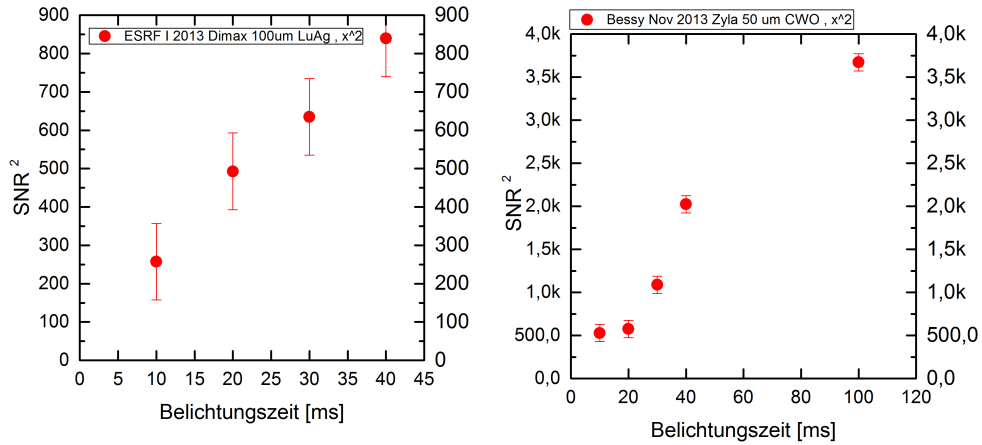 ESRF I 2013 Dimax 100um LuAg , x^2
900
800
700
600
500
400
300
200
100
0
SNR 2
900
800
700
600
500
400
300
200
100
0
0 5 10 15 20 25 30 35 40 45
Belichtungszeit [ms]
Bessy Nov 2013 Zyla 50 um CWO , x^2
4,0k
3,5k
3,0k
2,5k
2,0k
1,5k
1,0k
500,0
0,0
SNR 2
4,0k
3,5k
3,0k
2,5k
2,0k
1,5k
1,0k
500,0
0,0
0 20 40 60 80 100 120
Belichtungszeit [ms]